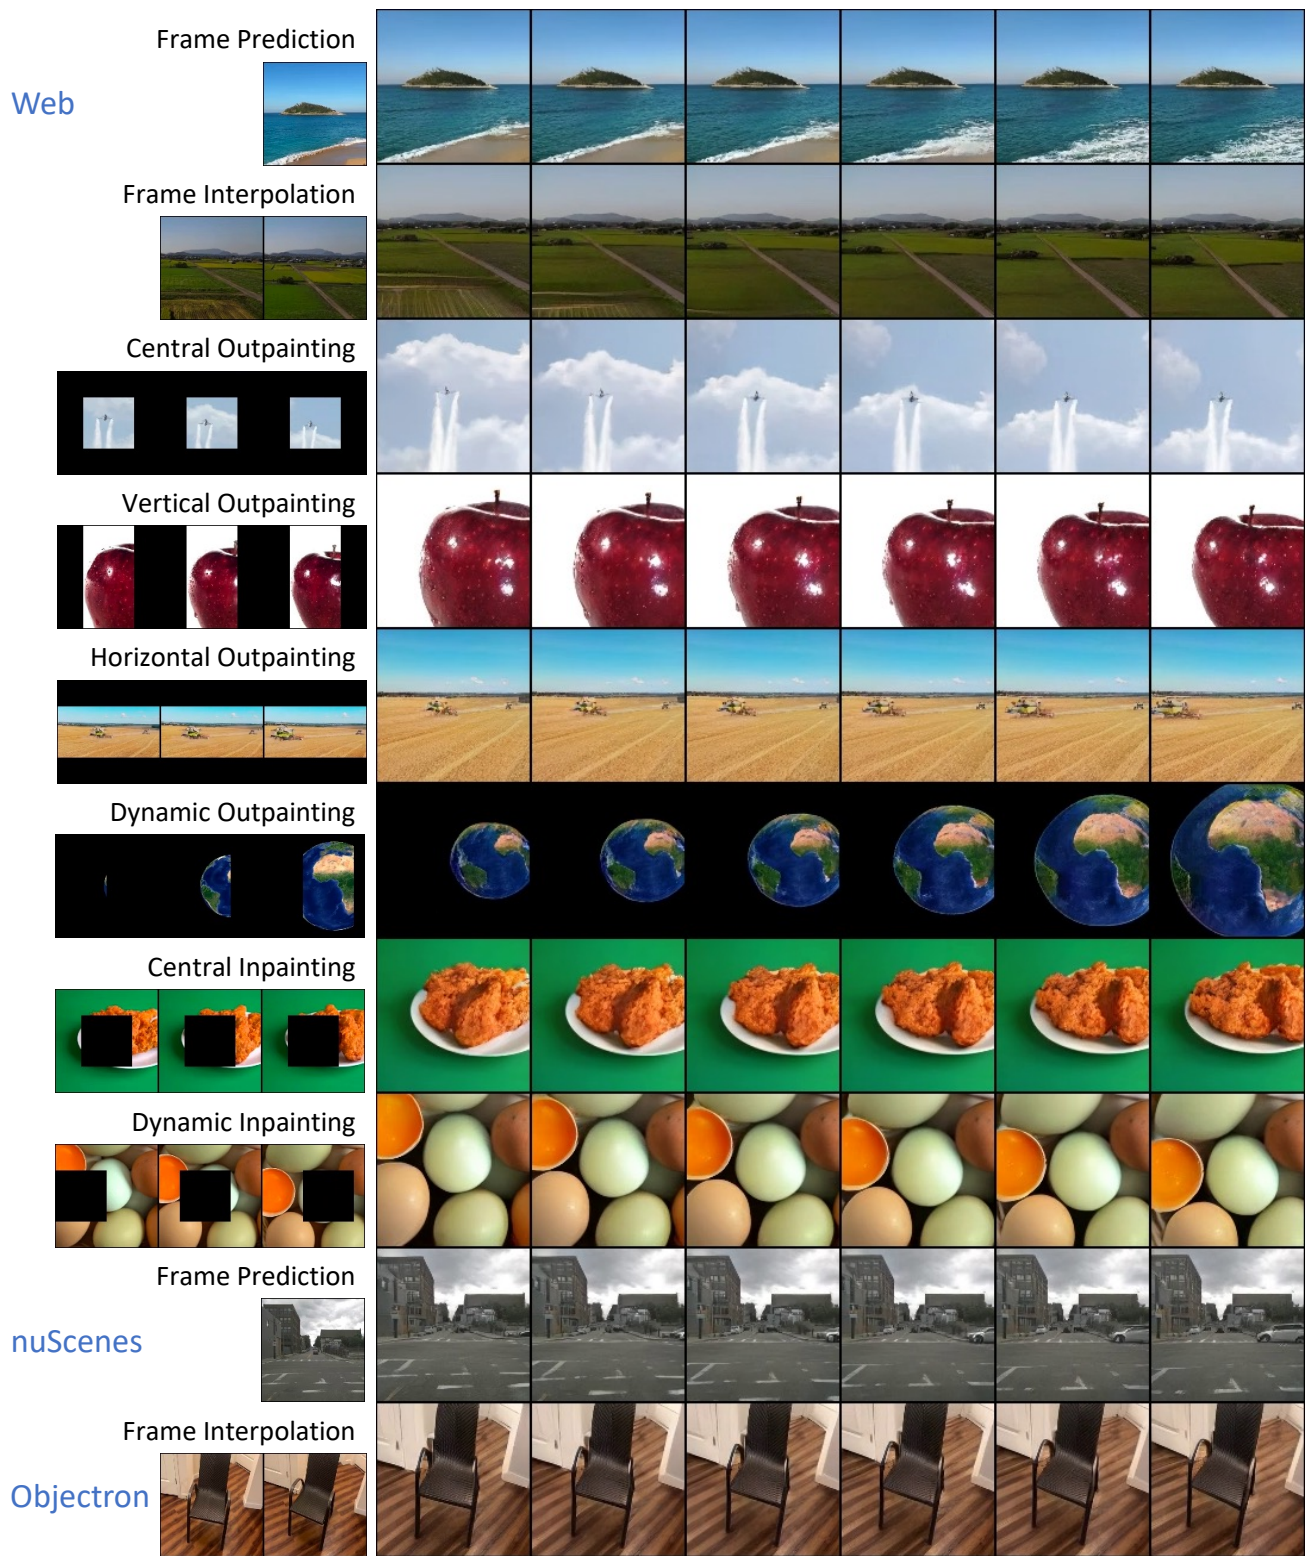 Frame Prediction
Web
Frame Interpolation
Central Outpainting
Vertical Outpainting
Horizontal Outpainting
Dynamic Outpainting
Central Inpainting
Dynamic Inpainting
Frame Prediction
nuScenes
Frame Interpolation
Objectron